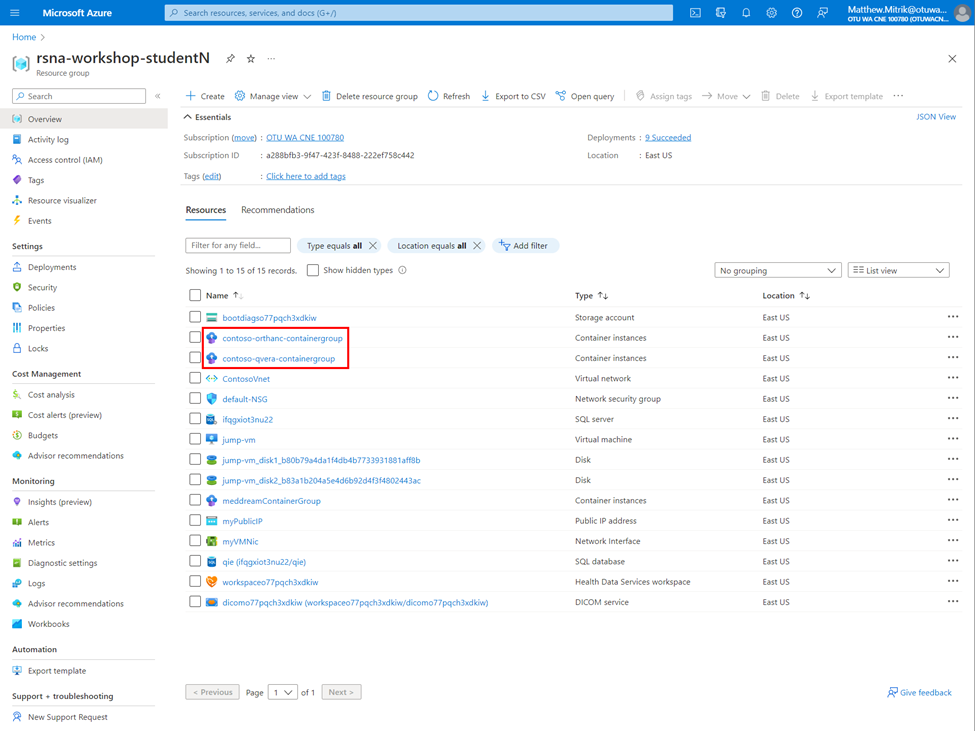 Microsoft Azure
Search resources, services, and docs (G+/)
Matthew.Mitrik@otuwa...
OTU WA CNE 100780 (OTUWACN...
Home >
rsna-workshop-studentN
Resource group
Search
Overview
Activity log
Access control (IAM)
Tags
Resource visualizer
Events
Settings
Deployments
Security
Policies
Properties
Locks
Cost Management
Cost analysis
Cost alerts (preview)
Budgets
Advisor recommendations
Monitoring
Insights (preview)
Alerts
Metrics
Diagnostic settings
Logs
Advisor recommendations
Workbooks
Automation
Export template
Support + troubleshooting
New Support Request
Create Manage view Delete resource group Refresh Export to CSV Open query Assign tags Move Delete Export template ...
Essentials JSON View
Subscription (move) : OTU WA CNE 100780 Deployments : 9 Succeeded
Subscription ID : a288bfb3-9f47-423f-8488-222ef758c442 Location : East US
Tags (edit) : Click here to add tags
Resources Recommendations
Filter for any field... Type equals all Location equals all Add filter
Showing 1 to 15 of 15 records. Show hidden types No grouping List view
Name Type Location
bootdiagso77pqch3xdkiw Storage account East US ...
contoso-orthanc-containergroup Container instances East US ...
contoso-qvera-containergroup Container instances East US ...
ContosoVnet Virtual network East US ...
default-NSG Network security group East US ...
ifqgxiot3nu22 SQL server East US ...
jump-vm Virtual machine East US ...
jump-vm_disk1_b80b79a4da1f4db4b7733931881aff8b Disk East US ...
jump-vm_disk2_b83a1b204a5e4d6b92d4f3f4802443ac Disk East US ...
meddreamContainerGroup Container instances East US ...
myPublicIP Public IP address East US ...
myVMNic Network Interface East US ...
qie (ifqgxiot3nu22/qie) SQL database East US ...
workspaceo77pqch3xdkiw Health Data Services workspace East US ...
dicomo77pqch3xdkiw (workspaceo77pqch3xdkiw/dicomo77pqch3xdkiw) DICOM service East US ...
< Previous Page 1 of 1 Next > Give feedback